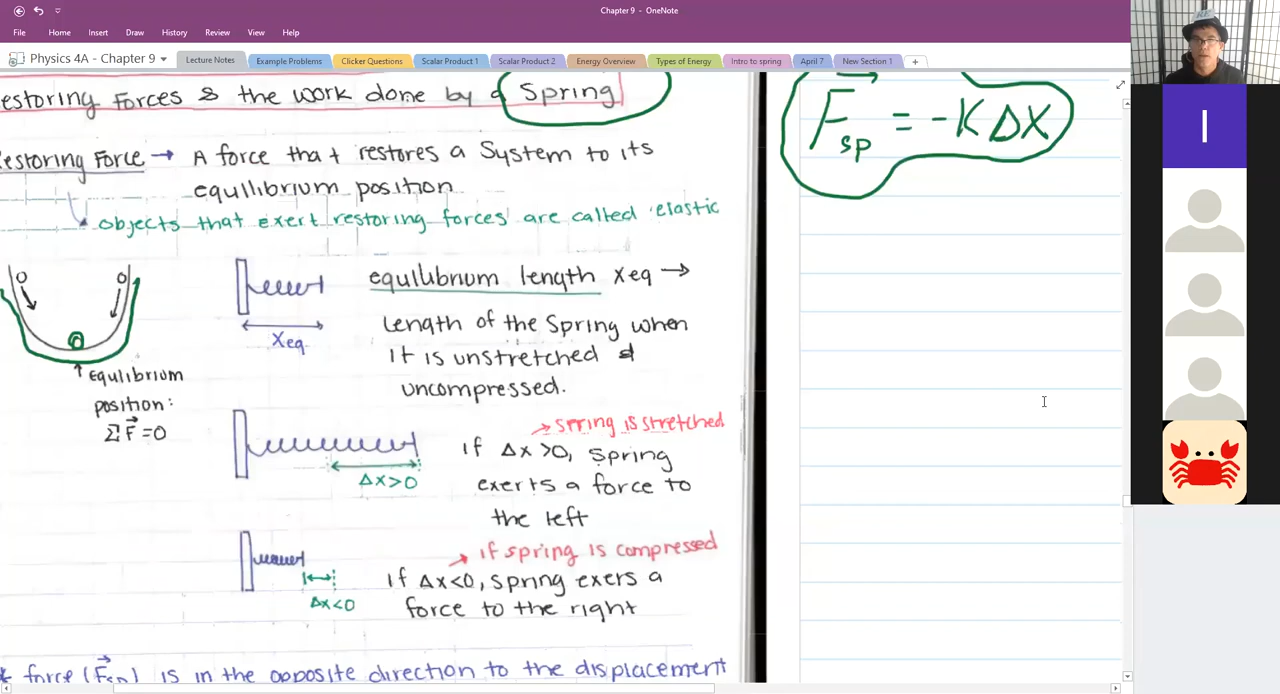 Chapter 9 - OneNote
File Home Insert Draw History Review View Help
Physics 4A - Chapter 9
Lecture Notes Example Problems Clicker Questions Scalar Product 1 Scalar Product 2 Energy Overview Types of Energy Intro to spring April 7 New Section 1 +
estoring Forces & the work done by a Spring
F sp = -K ΔX
estoring Force → A force that restores a System to its
equilibrium position
objects that exert restoring forces are called elastic
equilibrium length Xeq →
Xeq
Length of the Spring when
it is unstretched &
uncompressed.
Equlibrium
position:
ΣF = 0
→ spring is stretched
if Δx >0, spring
exerts a force to
the left
Δx>0
→ if spring is compressed
if Δx<0, spring exers a
force to the right
Δx<0
* force (Fsp) is in the opposite direction to the displacement
I